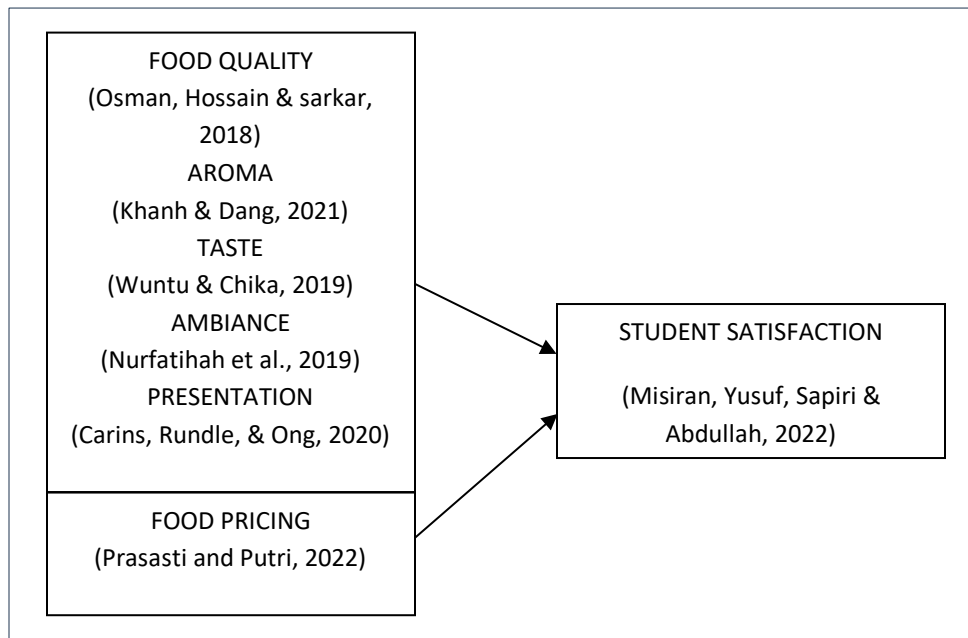 FOOD QUALITY
(Osman, Hossain & sarkar,
2018)
AROMA
(Khanh & Dang, 2021)
TASTE
(Wuntu & Chika, 2019)
AMBIANCE
(Nurfatihah et al., 2019)
PRESENTATION
(Carins, Rundle, & Ong, 2020)
FOOD PRICING
(Prasasti and Putri, 2022)
STUDENT SATISFACTION
(Misiran, Yusuf, Sapiri &
Abdullah, 2022)